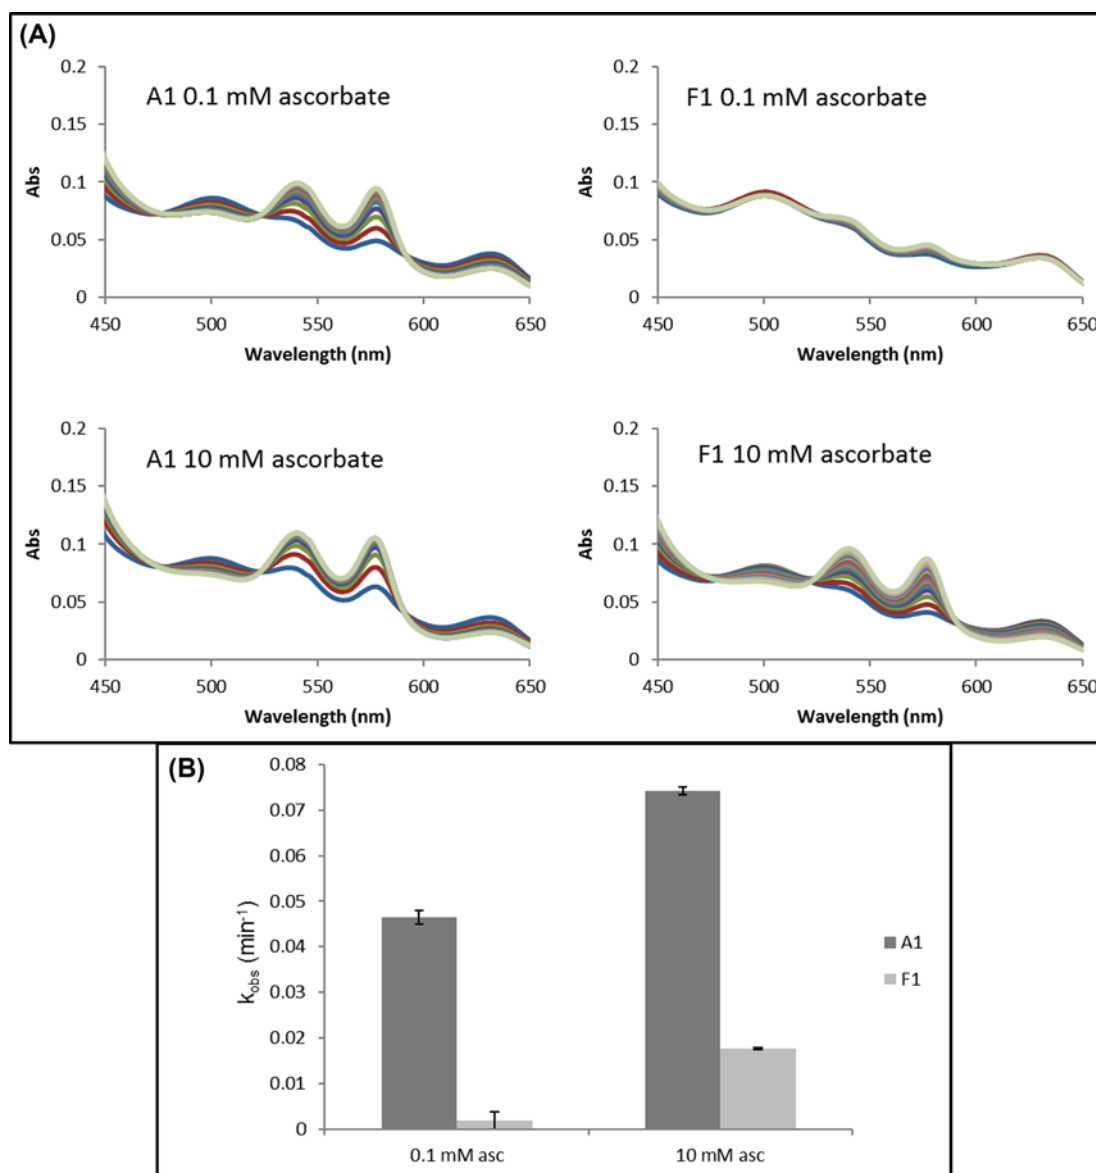 (A)
A1 0.1 mM ascorbate
0.2
0.15
0.1
0.05
0
Abs
450 500 550 600 650
Wavelength (nm)
F1 0.1 mM ascorbate
0.2
0.15
0.1
0.05
0
Abs
450 500 550 600 650
Wavelength (nm)
A1 10 mM ascorbate
0.2
0.15
0.1
0.05
0
Abs
450 500 550 600 650
Wavelength (nm)
F1 10 mM ascorbate
0.2
0.15
0.1
0.05
0
Abs
450 500 550 600 650
Wavelength (nm)
(B)
0.08
0.07
0.06
0.05
0.04
0.03
0.02
0.01
0
kobs (min-1)
0.1 mM asc 10 mM asc
A1
F1